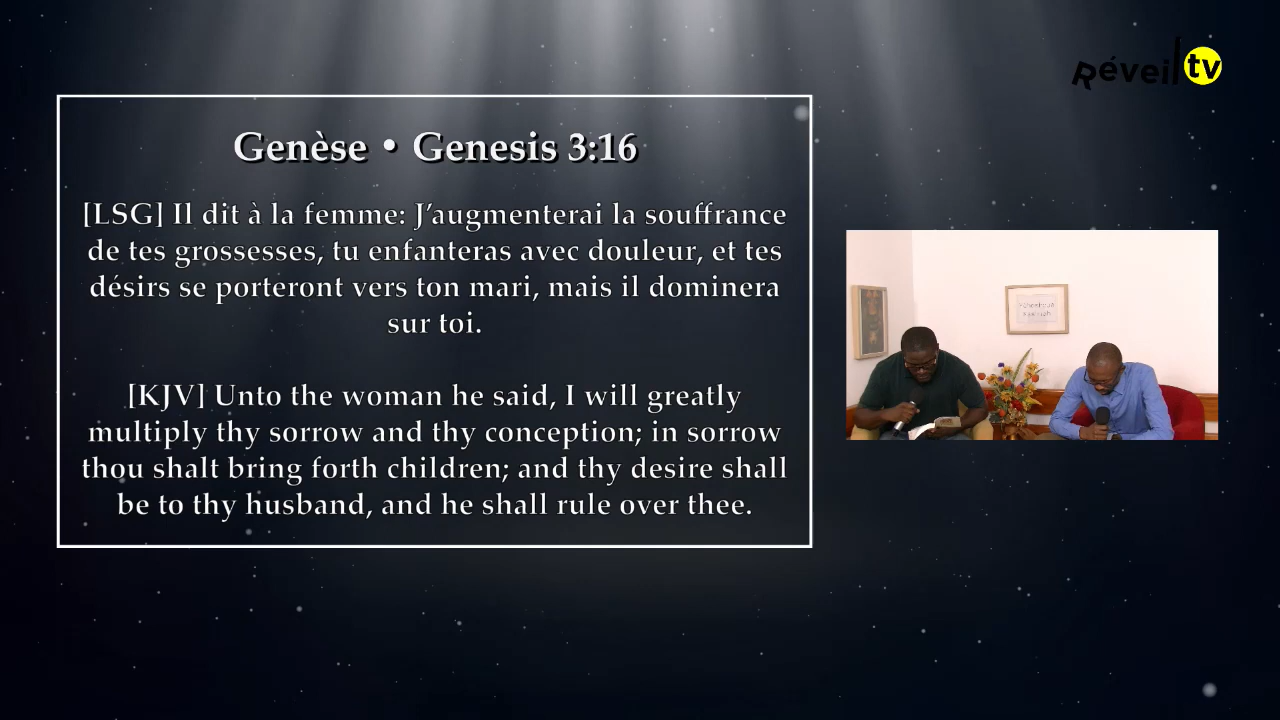 Réveil tv
Genèse • Genesis 3:16
[LSG] Il dit à la femme: J’augmenterai la souffrance
de tes grossesses, tu enfanteras avec douleur, et tes
désirs se porteront vers ton mari, mais il dominera
sur toi.
[KJV] Unto the woman he said, I will greatly
multiply thy sorrow and thy conception; in sorrow
thou shalt bring forth children; and thy desire shall
be to thy husband, and he shall rule over thee.